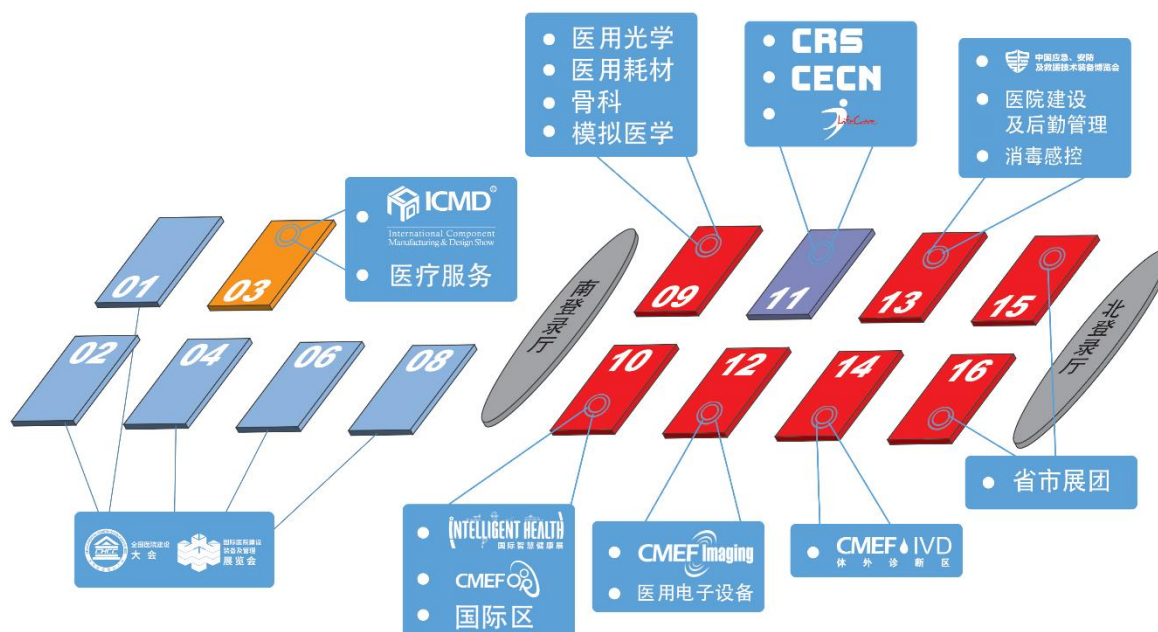 医用光学
医用耗材
骨科
模拟医学
CRS
CECN
LifeCare
中国应急、安防
及救援技术装备博览会
医院建设
及后勤管理
消毒感控
ICMD®
International Component
Manufacturing & Design Show
医疗服务
01
03
南登录厅
09
11
13
15
北登录厅
02
04
06
08
10
12
14
16
省市展团
CHCC
全国医院建设
大会
国际医院建设
装备及管理
展览会
INTELLIGENT HEALTH
国际智慧健康展
CMEF OR
国际区
CMEF Imaging
医用电子设备
CMEF IVD
体外诊断区